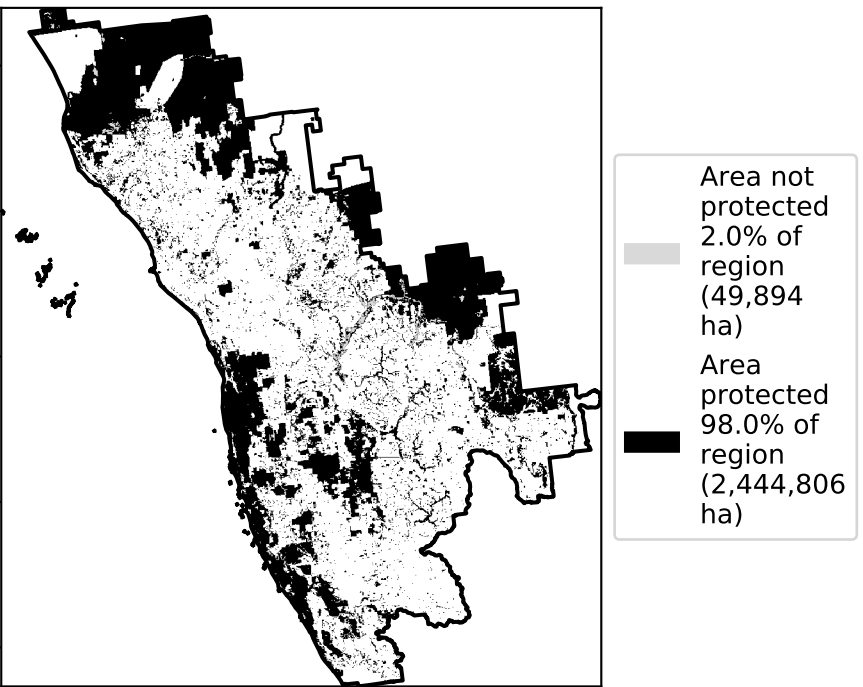 Area not
protected
2.0% of
region
(49,894
ha)
Area
protected
98.0% of
region
(2,444,806
ha)